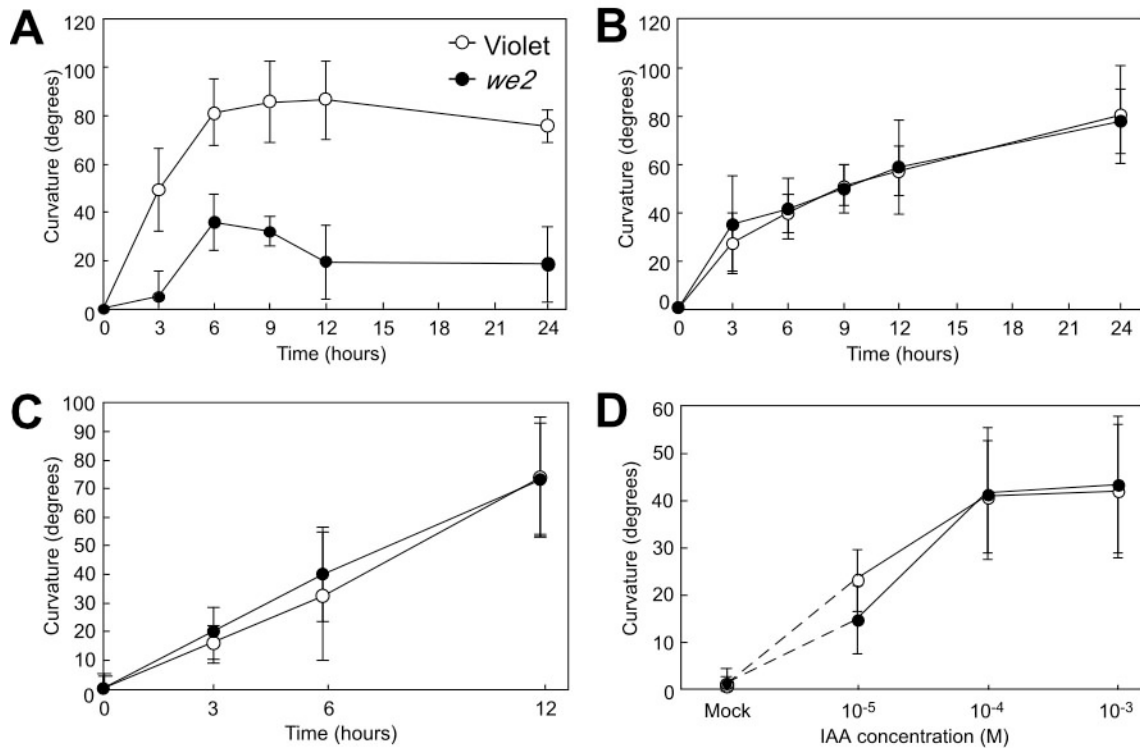 A
Curvature (degrees)
120
100
80
60
40
20
0
0 3 6 9 12 15 18 21 24
Time (hours)
Violet
we2
B
Curvature (degrees)
120
100
80
60
40
20
0
0 3 6 9 12 15 18 21 24
Time (hours)
C
Curvature (degrees)
100
90
80
70
60
50
40
30
20
10
0
0 3 6 12
Time (hours)
D
Curvature (degrees)
60
50
40
30
20
10
0
Mock 10⁻⁵ 10⁻⁴ 10⁻³
IAA concentration (M)